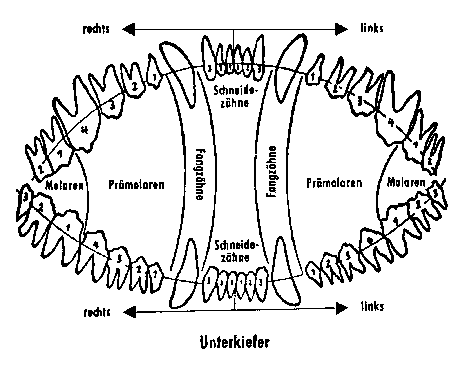 rechts links
Schneide-
zähne
Molaren Prämolaren Fangzähne Fangzähne Prämolaren Molaren
Schneide-
zähne
rechts links
Unterkiefer